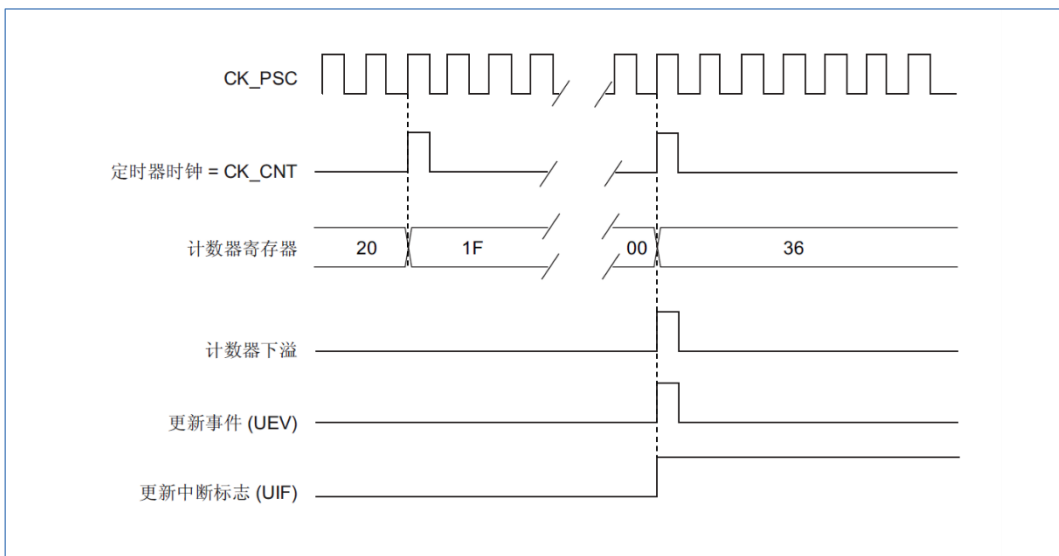 CK_PSC
定时器时钟 = CK_CNT
计数器寄存器 20 1F 00 36
计数器下溢
更新事件 (UEV)
更新中断标志 (UIF)